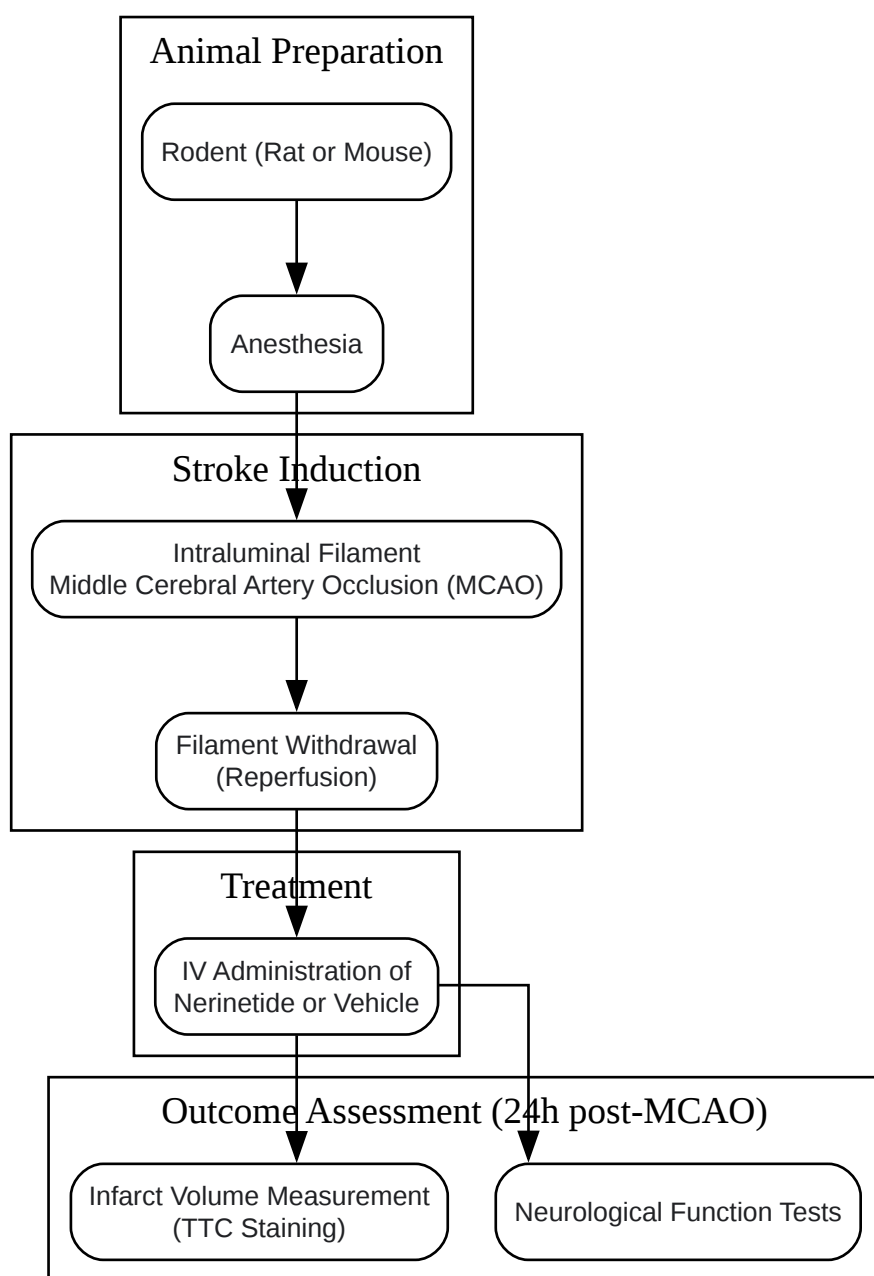 Animal Preparation
Rodent (Rat or Mouse)
Anesthesia
Stroke Induction
Intraluminal Filament
Middle Cerebral Artery Occlusion (MCAO)
Filament Withdrawal
(Reperfusion)
Treatment
IV Administration of
Nerinetide or Vehicle
Outcome Assessment (24h post-MCAO)
Infarct Volume Measurement
(TTC Staining)
Neurological Function Tests